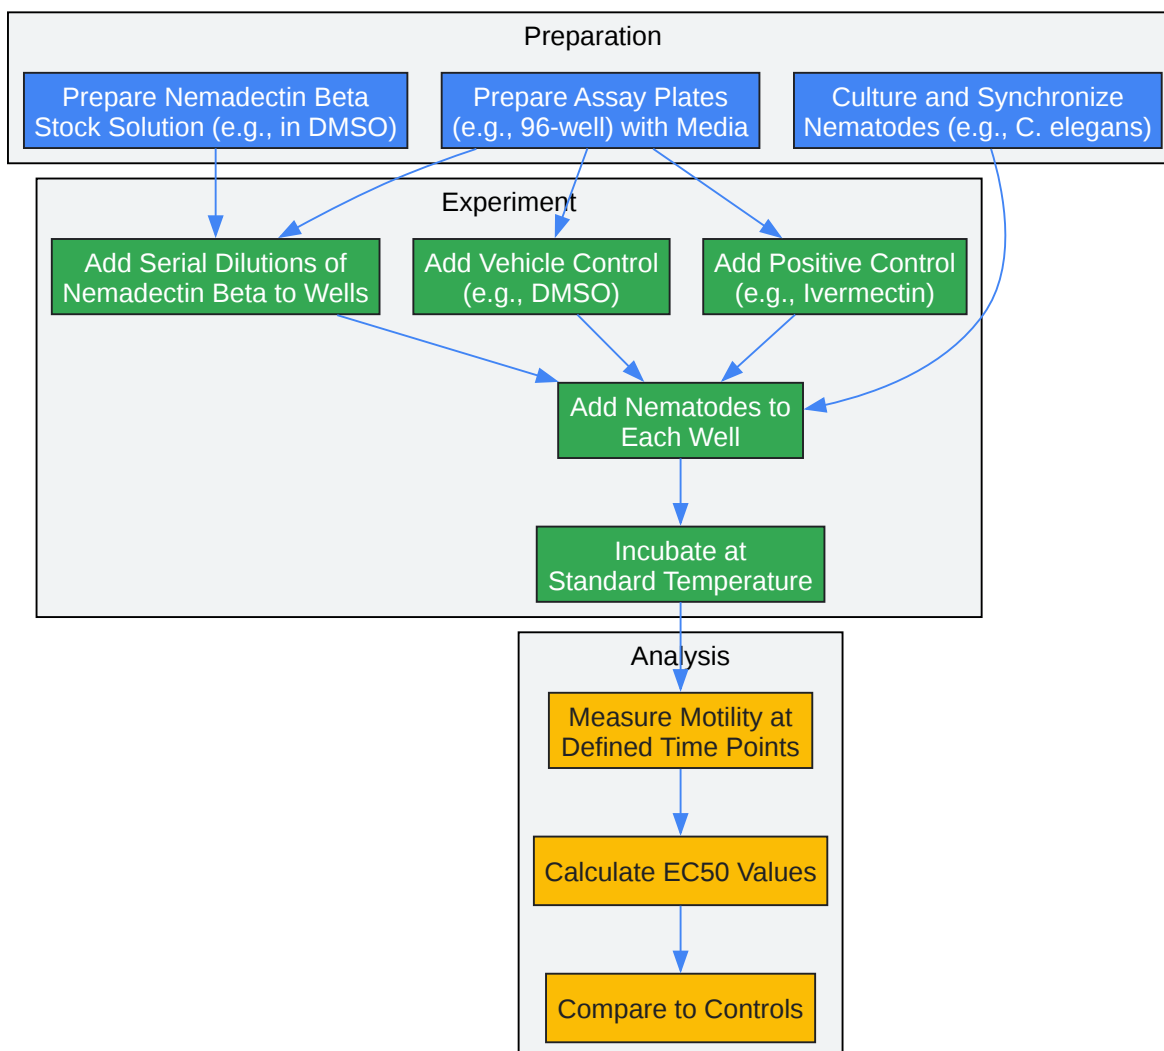 Preparation
Prepare Nemadectin Beta
Stock Solution (e.g., in DMSO)
Prepare Assay Plates
(e.g., 96-well) with Media
Culture and Synchronize
Nematodes (e.g., C. elegans)
Experiment
Add Serial Dilutions of
Nemadectin Beta to Wells
Add Vehicle Control
(e.g., DMSO)
Add Positive Control
(e.g., Ivermectin)
Add Nematodes to
Each Well
Incubate at
Standard Temperature
Analysis
Measure Motility at
Defined Time Points
Calculate EC50 Values
Compare to Controls